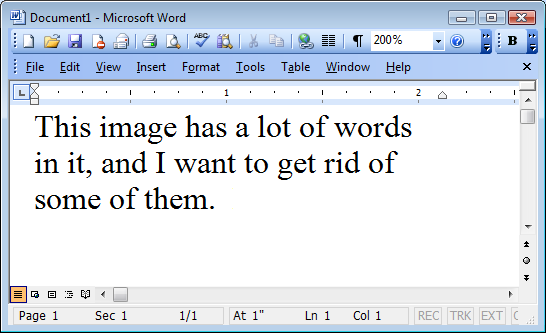 Document1 - Microsoft Word
200%
B
File Edit View Insert Format Tools Table Window Help
1 2
This image has a lot of words
in it, and I want to get rid of
some of them.
Page 1 Sec 1 1/1 At 1" Ln 1 Col 1 REC TRK EXT